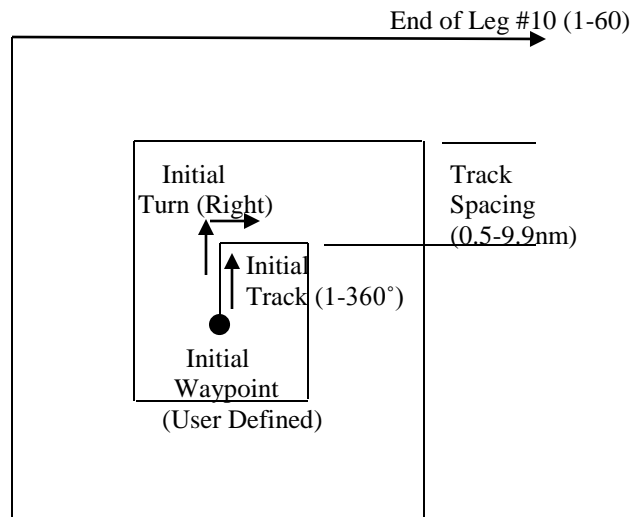 End of Leg #10 (1-60)
Initial
Turn (Right)
Track
Spacing
(0.5-9.9nm)
Initial
Track (1-360˚)
Initial
Waypoint
(User Defined)